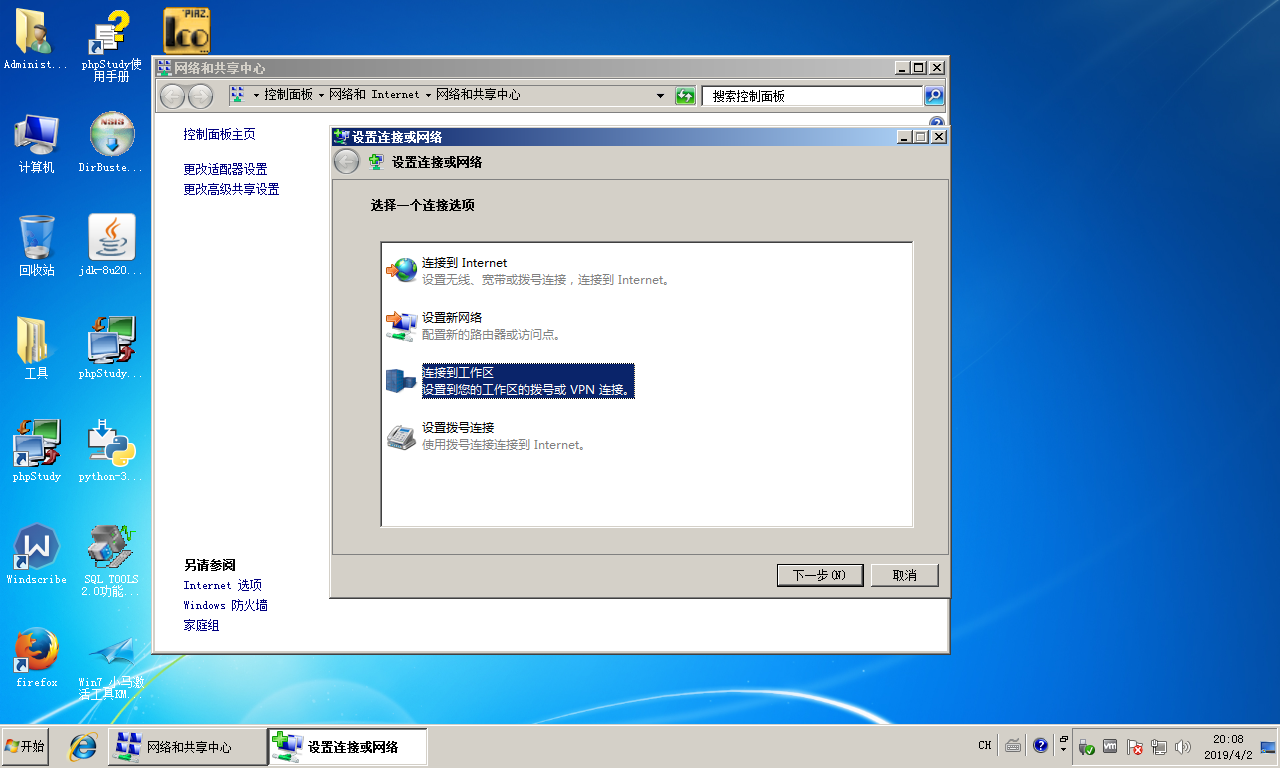 Administ...
phpStudy使
用手册
'PIAZ.
Ico
计算机
NSIS
DirBuste...
回收站
jdk-8u20...
工具
phpStudy...
phpStudy
python-3...
Windscribe
SQL TOOLS
2.0功能...
firefox
Win7 小马激
活工具KM...
网络和共享中心
控制面板 网络和 Internet 网络和共享中心
搜索控制面板
控制面板主页
更改适配器设置
更改高级共享设置
另请参阅
Internet 选项
Windows 防火墙
家庭组
设置连接或网络
设置连接或网络
选择一个连接选项
连接到 Internet
设置无线、宽带或拨号连接，连接到 Internet。
设置新网络
配置新的路由器或访问点。
连接到工作区
设置到您的工作区的拨号或 VPN 连接。
设置拨号连接
使用拨号连接连接到 Internet。
下一步(N)
取消
开始
网络和共享中心
设置连接或网络
CH
20:08
2019/4/2